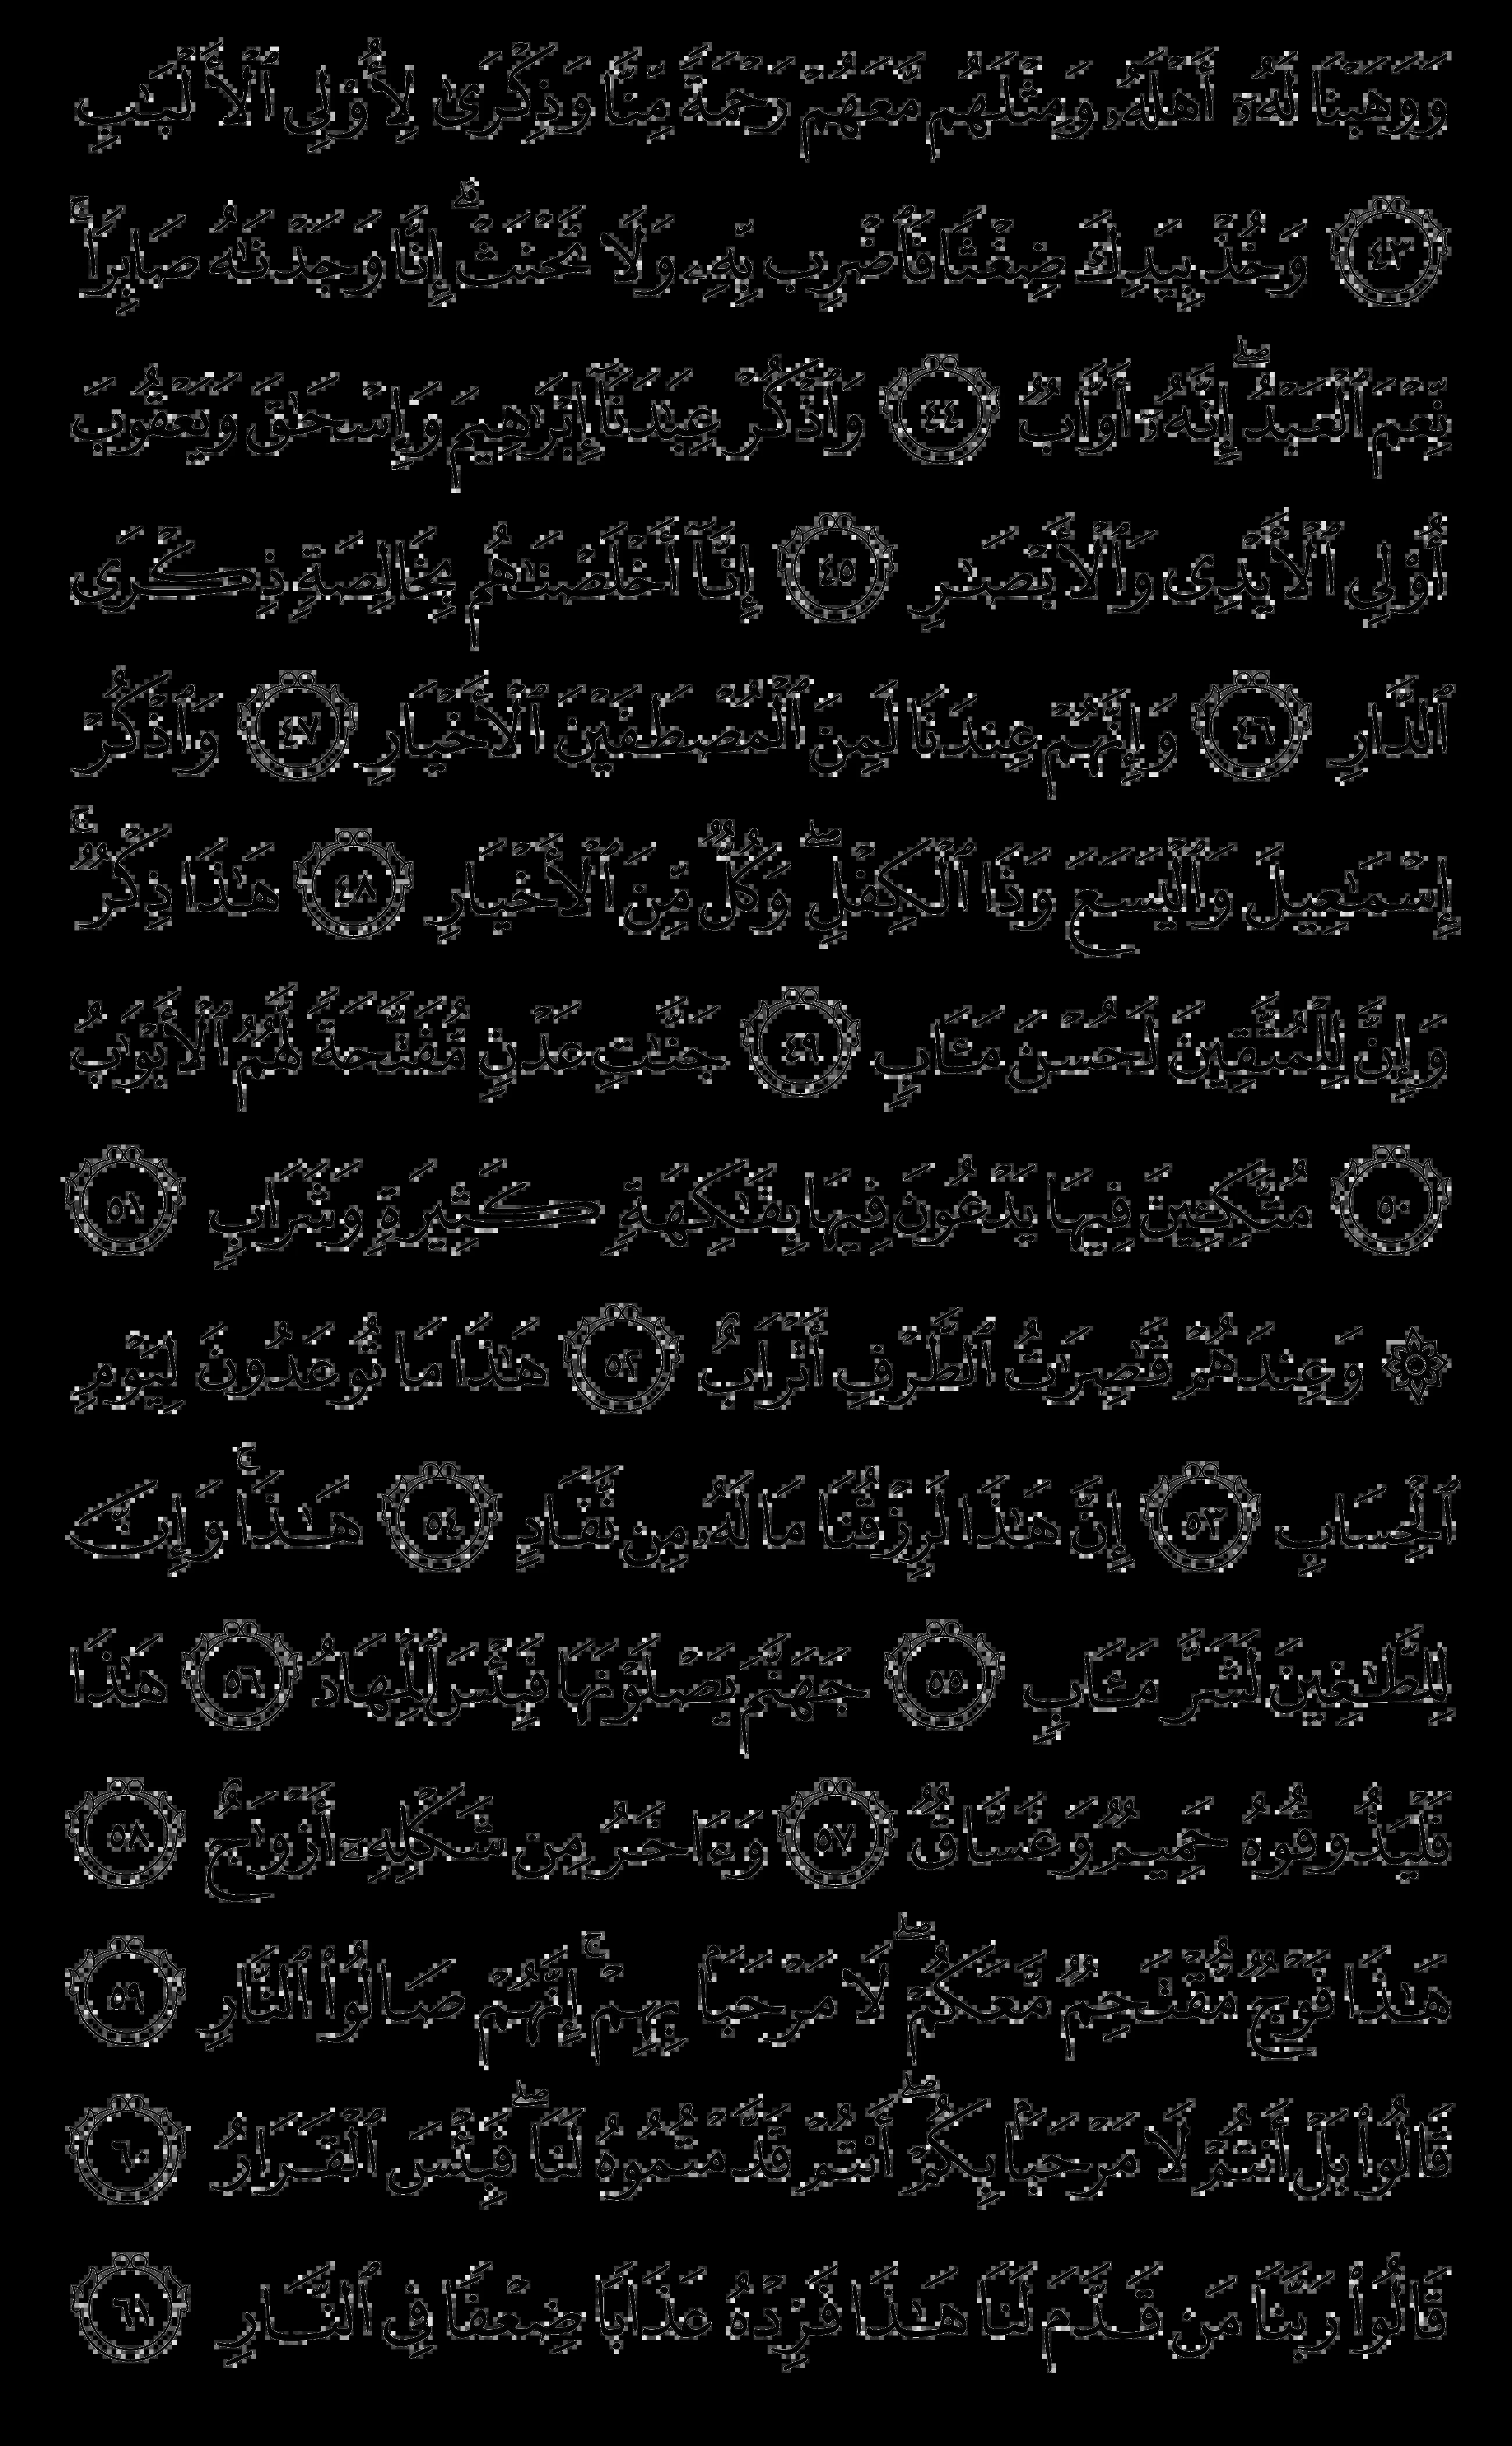 وَوَهَبْنَا لَهُۥٓ أَهْلَهُۥ وَمِثْلَهُم مَّعَهُمْ رَحْمَةً مِّنَّا وَذِكْرَىٰ لِأُو۟لِى ٱلْأَلْبَـٰبِ
٤٣ وَخُذْ بِيَدِكَ ضِغْثًا فَٱضْرِب بِّهِۦ وَلَا تَحْنَثْ ۗ إِنَّا وَجَدْنَـٰهُ صَابِرًا ۚ
نِّعْمَ ٱلْعَبْدُ ۖ إِنَّهُۥٓ أَوَّابٌ ٤٤ وَٱذْكُرْ عِبَـٰدَنَآ إِبْرَٰهِيمَ وَإِسْحَـٰقَ وَيَعْقُوبَ
أُو۟لِى ٱلْأَيْدِى وَٱلْأَبْصَـٰرِ ٤٥ إِنَّآ أَخْلَصْنَـٰهُم بِخَالِصَةٍ ذِكْرَى
ٱلدَّارِ ٤٦ وَإِنَّهُمْ عِندَنَا لَمِنَ ٱلْمُصْطَفَيْنَ ٱلْأَخْيَارِ ٤٧ وَٱذْكُرْ
إِسْمَـٰعِيلَ وَٱلْيَسَعَ وَذَا ٱلْكِفْلِ ۖ وَكُلٌّ مِّنَ ٱلْأَخْيَارِ ٤٨ هَـٰذَا ذِكْرٌ ۚ
وَإِنَّ لِلْمُتَّقِينَ لَحُسْنَ مَـَٔابٍ ٤٩ جَنَّـٰتِ عَدْنٍ مُّفَتَّحَةً لَّهُمُ ٱلْأَبْوَٰبُ
٥٠ مُتَّكِـِٔينَ فِيهَا يَدْعُونَ فِيهَا بِفَـٰكِهَةٍ كَثِيرَةٍ وَشَرَابٍ ٥١
۞ وَعِندَهُمْ قَـٰصِرَٰتُ ٱلطَّرْفِ أَتْرَابٌ ٥٢ هَـٰذَا مَا تُوعَدُونَ لِيَوْمِ
ٱلْحِسَابِ ٥٣ إِنَّ هَـٰذَا لَرِزْقُنَا مَا لَهُۥ مِن نَّفَادٍ ٥٤ هَـٰذَا ۚ وَإِنَّ
لِلطَّـٰغِينَ لَشَرَّ مَـَٔابٍ ٥٥ جَهَنَّمَ يَصْلَوْنَهَا فَبِئْسَ ٱلْمِهَادُ ٥٦ هَـٰذَا
فَلْيَذُوقُوهُ حَمِيمٌ وَغَسَّاقٌ ٥٧ وَءَاخَرُ مِن شَكْلِهِۦٓ أَزْوَٰجٌ ٥٨
هَـٰذَا فَوْجٌ مُّقْتَحِمٌ مَّعَكُمْ ۖ لَا مَرْحَبًۢا بِهِمْ ۚ إِنَّهُمْ صَالُوا۟ ٱلنَّارِ ٥٩
قَالُوا۟ بَلْ أَنتُمْ لَا مَرْحَبًۢا بِكُمْ ۖ أَنتُمْ قَدَّمْتُمُوهُ لَنَا ۖ فَبِئْسَ ٱلْقَرَارُ ٦٠
قَالُوا۟ رَبَّنَا مَن قَدَّمَ لَنَا هَـٰذَا فَزِدْهُ عَذَابًا ضِعْفًا فِى ٱلنَّارِ ٦١